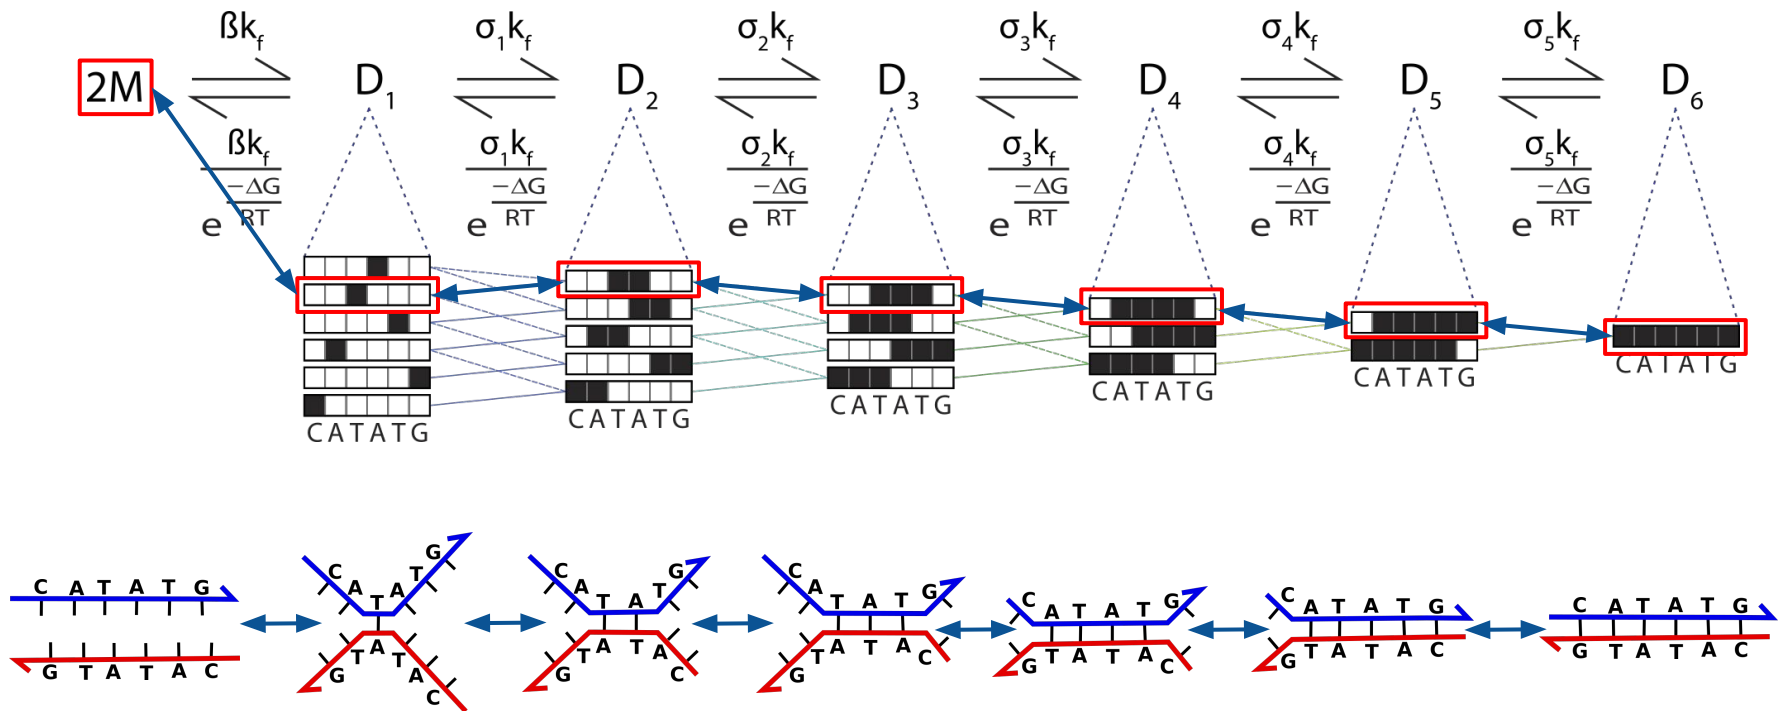 ßk_f σ_1k_f σ_2k_f σ_3k_f σ_4k_f σ_5k_f
2M D_1 D_2 D_3 D_4 D_5 D_6
ßk_f σ_1k_f σ_2k_f σ_3k_f σ_4k_f σ_5k_f
−ΔG −ΔG −ΔG −ΔG −ΔG −ΔG
RT RT RT RT RT RT
e e e e e e
CATATG CATATG CATATG CATATG CATATG CATATG
C A T A T G C A T A T G C A T A T G C A T A T G C A T A T G C A T A T G C A T A T G
G T A T A C G T A T A C G T A T A C G T A T A C G T A T A C G T A T A C G T A T A C